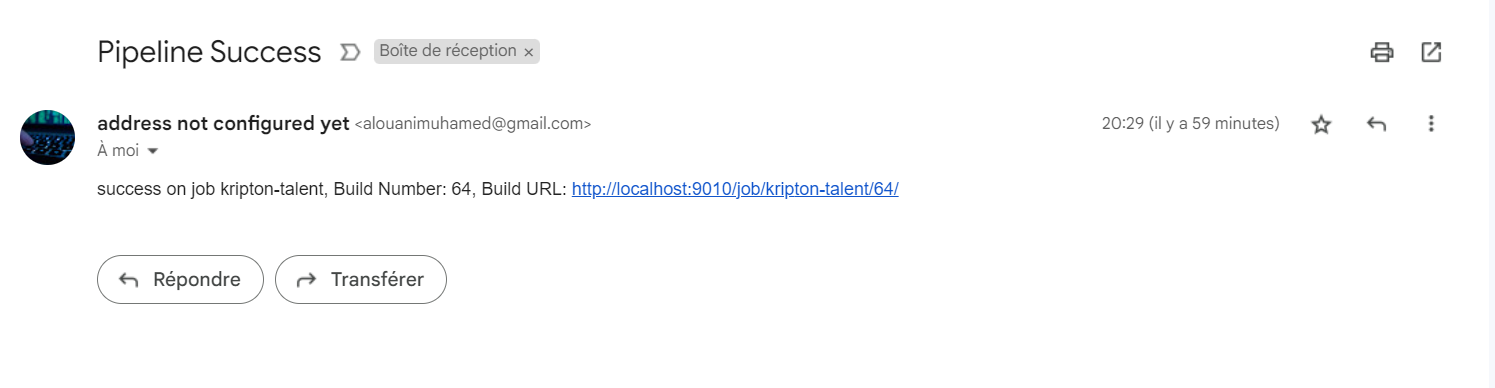 Pipeline Success Boîte de réception ×
address not configured yet <alouanimuhamed@gmail.com> 20:29 (il y a 59 minutes)
À moi
success on job kripton-talent, Build Number: 64, Build URL: http://localhost:9010/job/kripton-talent/64/
Répondre Transférer